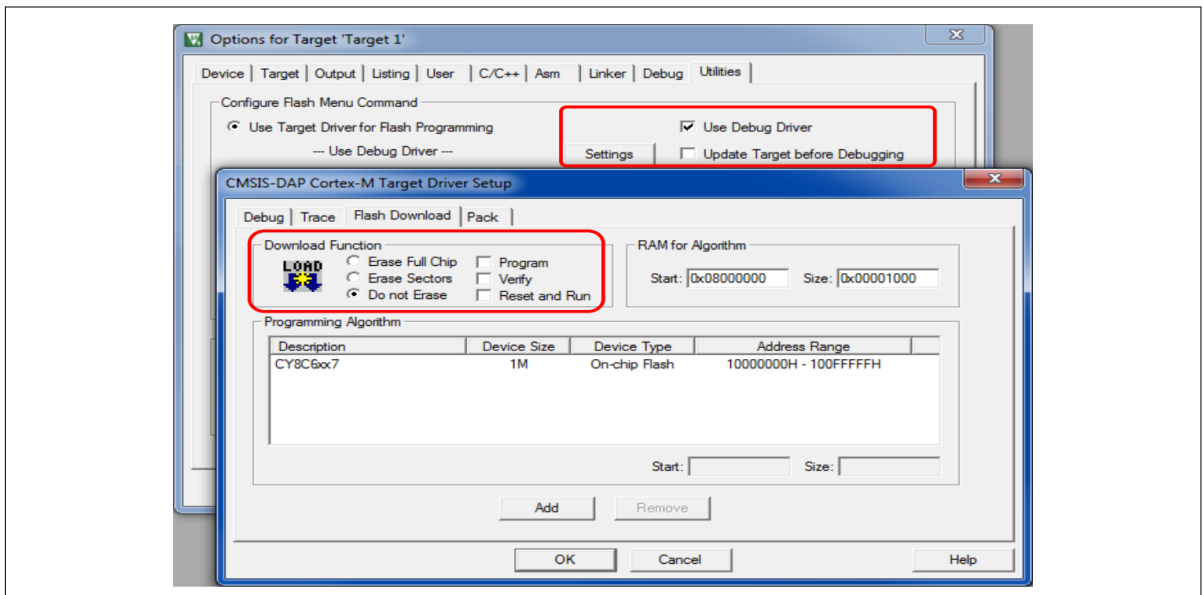 Options for Target 'Target 1'
Device Target Output Listing User C/C++ Asm Linker Debug Utilities
Configure Flash Menu Command
Use Target Driver for Flash Programming Use Debug Driver
--- Use Debug Driver --- Settings Update Target before Debugging
CMSIS-DAP Cortex-M Target Driver Setup
Debug Trace Flash Download Pack
Download Function RAM for Algorithm
LOAD Erase Full Chip Program
Erase Sectors Verify Start: 0x08000000 Size: 0x00001000
Do not Erase Reset and Run
Programming Algorithm
Description Device Size Device Type Address Range
CY8C6xx7 1M On-chip Flash 10000000H - 100FFFFFH
Start: Size:
Add Remove
OK Cancel Help